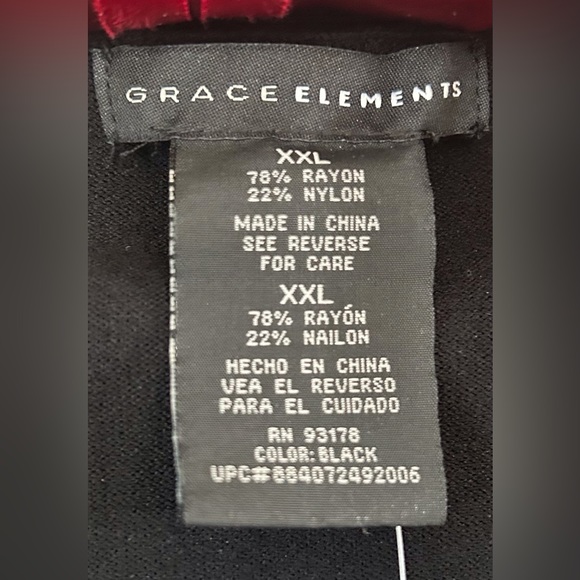 GRACE ELEMENTS
XXL
78% RAYON
22% NYLON
MADE IN CHINA
SEE REVERSE
FOR CARE
XXL
78% RAYÓN
22% NAILON
HECHO EN CHINA
VEA EL REVERSO
PARA EL CUIDADO
RN 93178
COLOR:BLACK
UPC#884072492006